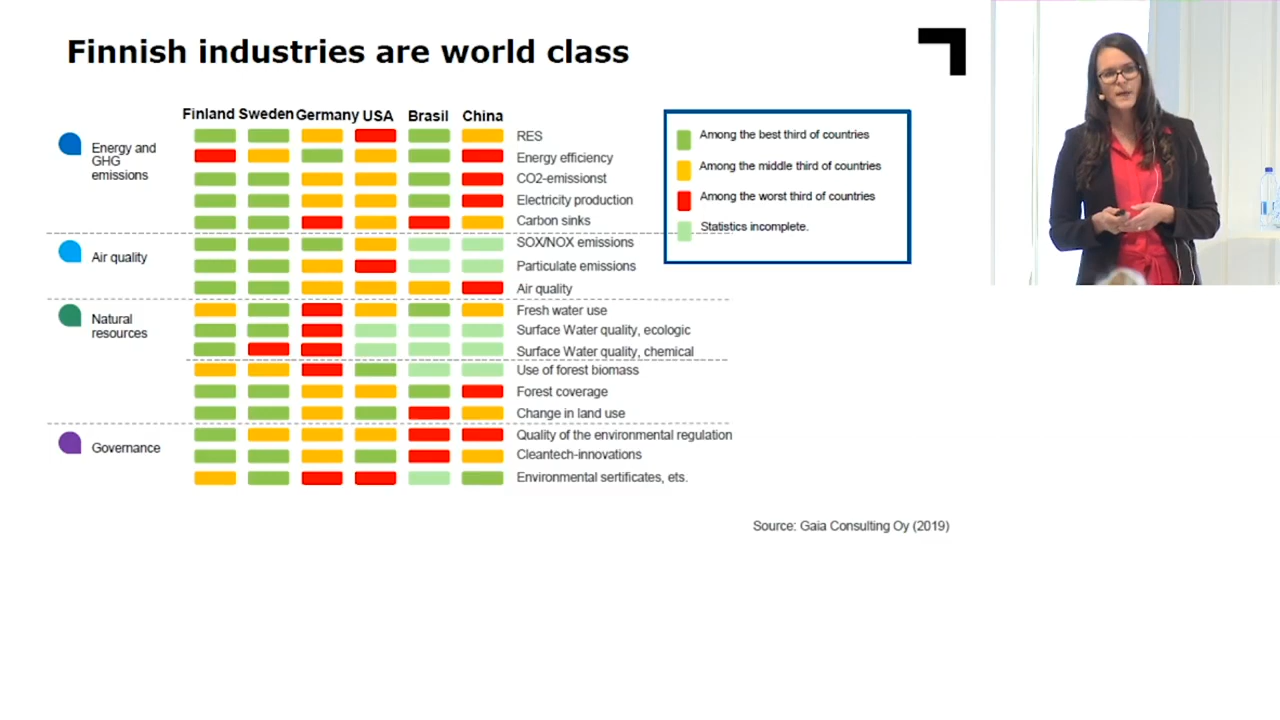 Finnish industries are world class
Finland Sweden Germany USA Brasil China
Energy and
GHG
emissions
RES
Energy efficiency
CO2-emissionst
Electricity production
Carbon sinks
Air quality
SOX/NOX emissions
Particulate emissions
Air quality
Natural
resources
Fresh water use
Surface Water quality, ecologic
Surface Water quality, chemical
Use of forest biomass
Forest coverage
Change in land use
Governance
Quality of the environmental regulation
Cleantech-innovations
Environmental sertificates, ets.
Among the best third of countries
Among the middle third of countries
Among the worst third of countries
Statistics incomplete.
Source: Gaia Consulting Oy (2019)